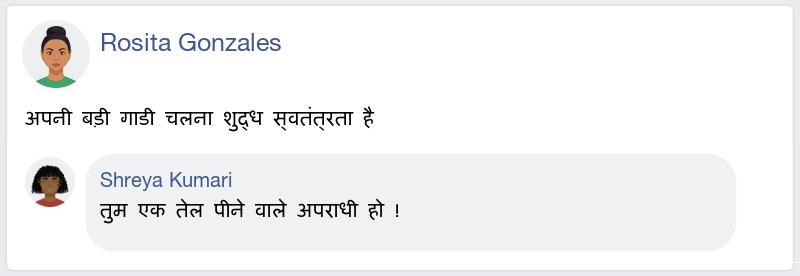 Rosita Gonzales
अपनी बड़ी गाडी चलना शुद्ध स्वतंत्रता है
Shreya Kumari
तुम एक तेल पीने वाले अपराधी हो !